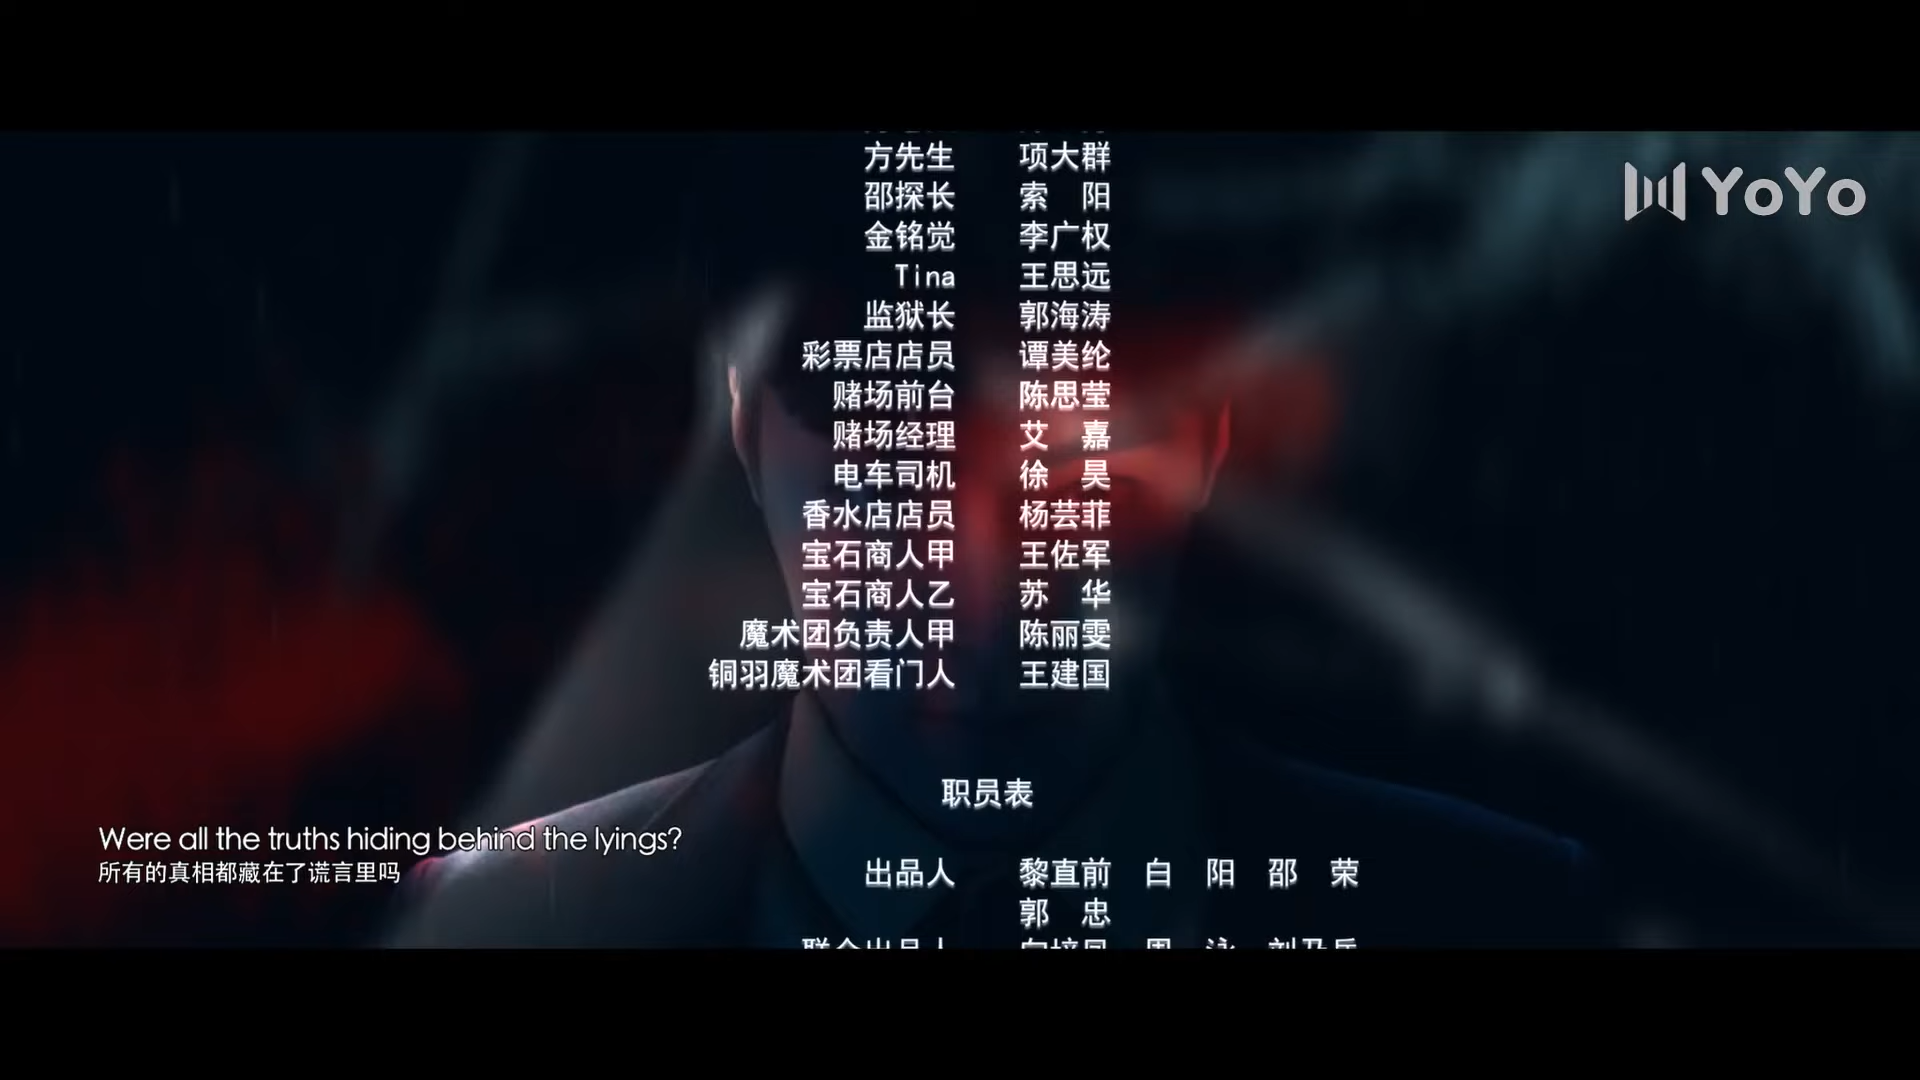 YoYo
方先生 项大群
邵探长 索 阳
金铭觉 李广权
Tina 王思远
监狱长 郭海涛
彩票店店员 谭美纶
赌场前台 陈思莹
赌场经理 艾 嘉
电车司机 徐 昊
香水店店员 杨芸菲
宝石商人甲 王佐军
宝石商人乙 苏 华
魔术团负责人甲 陈丽雯
铜羽魔术团看门人 王建国
职员表
Were all the truths hiding behind the lyings?
所有的真相都藏在了谎言里吗
出品人 黎直前 白 阳 邵 荣
郭 忠